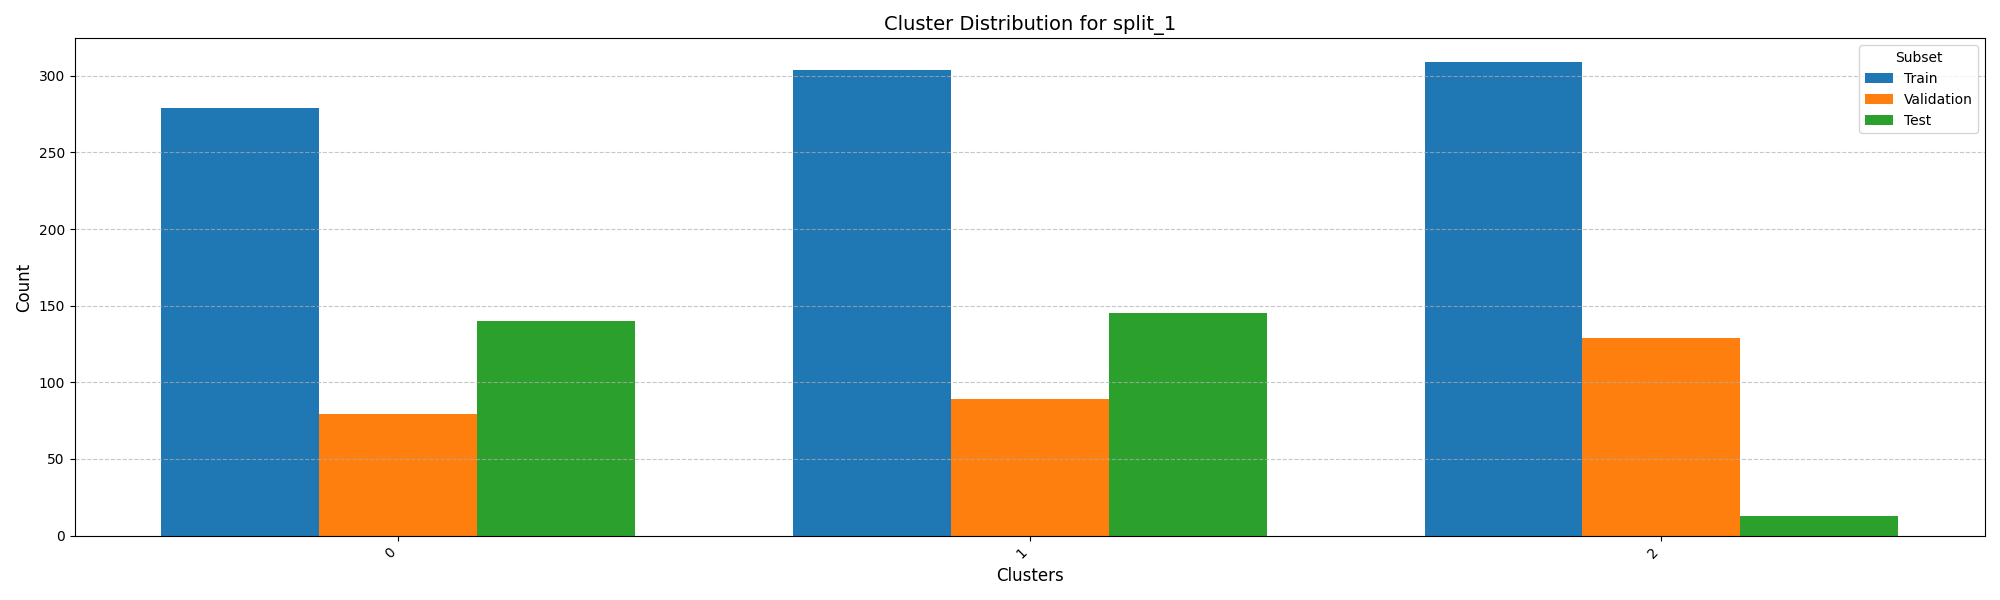 Cluster Distribution for split_1
Subset
Train
Validation
Test
Count
300
250
200
150
100
50
0
0
1
2
Clusters